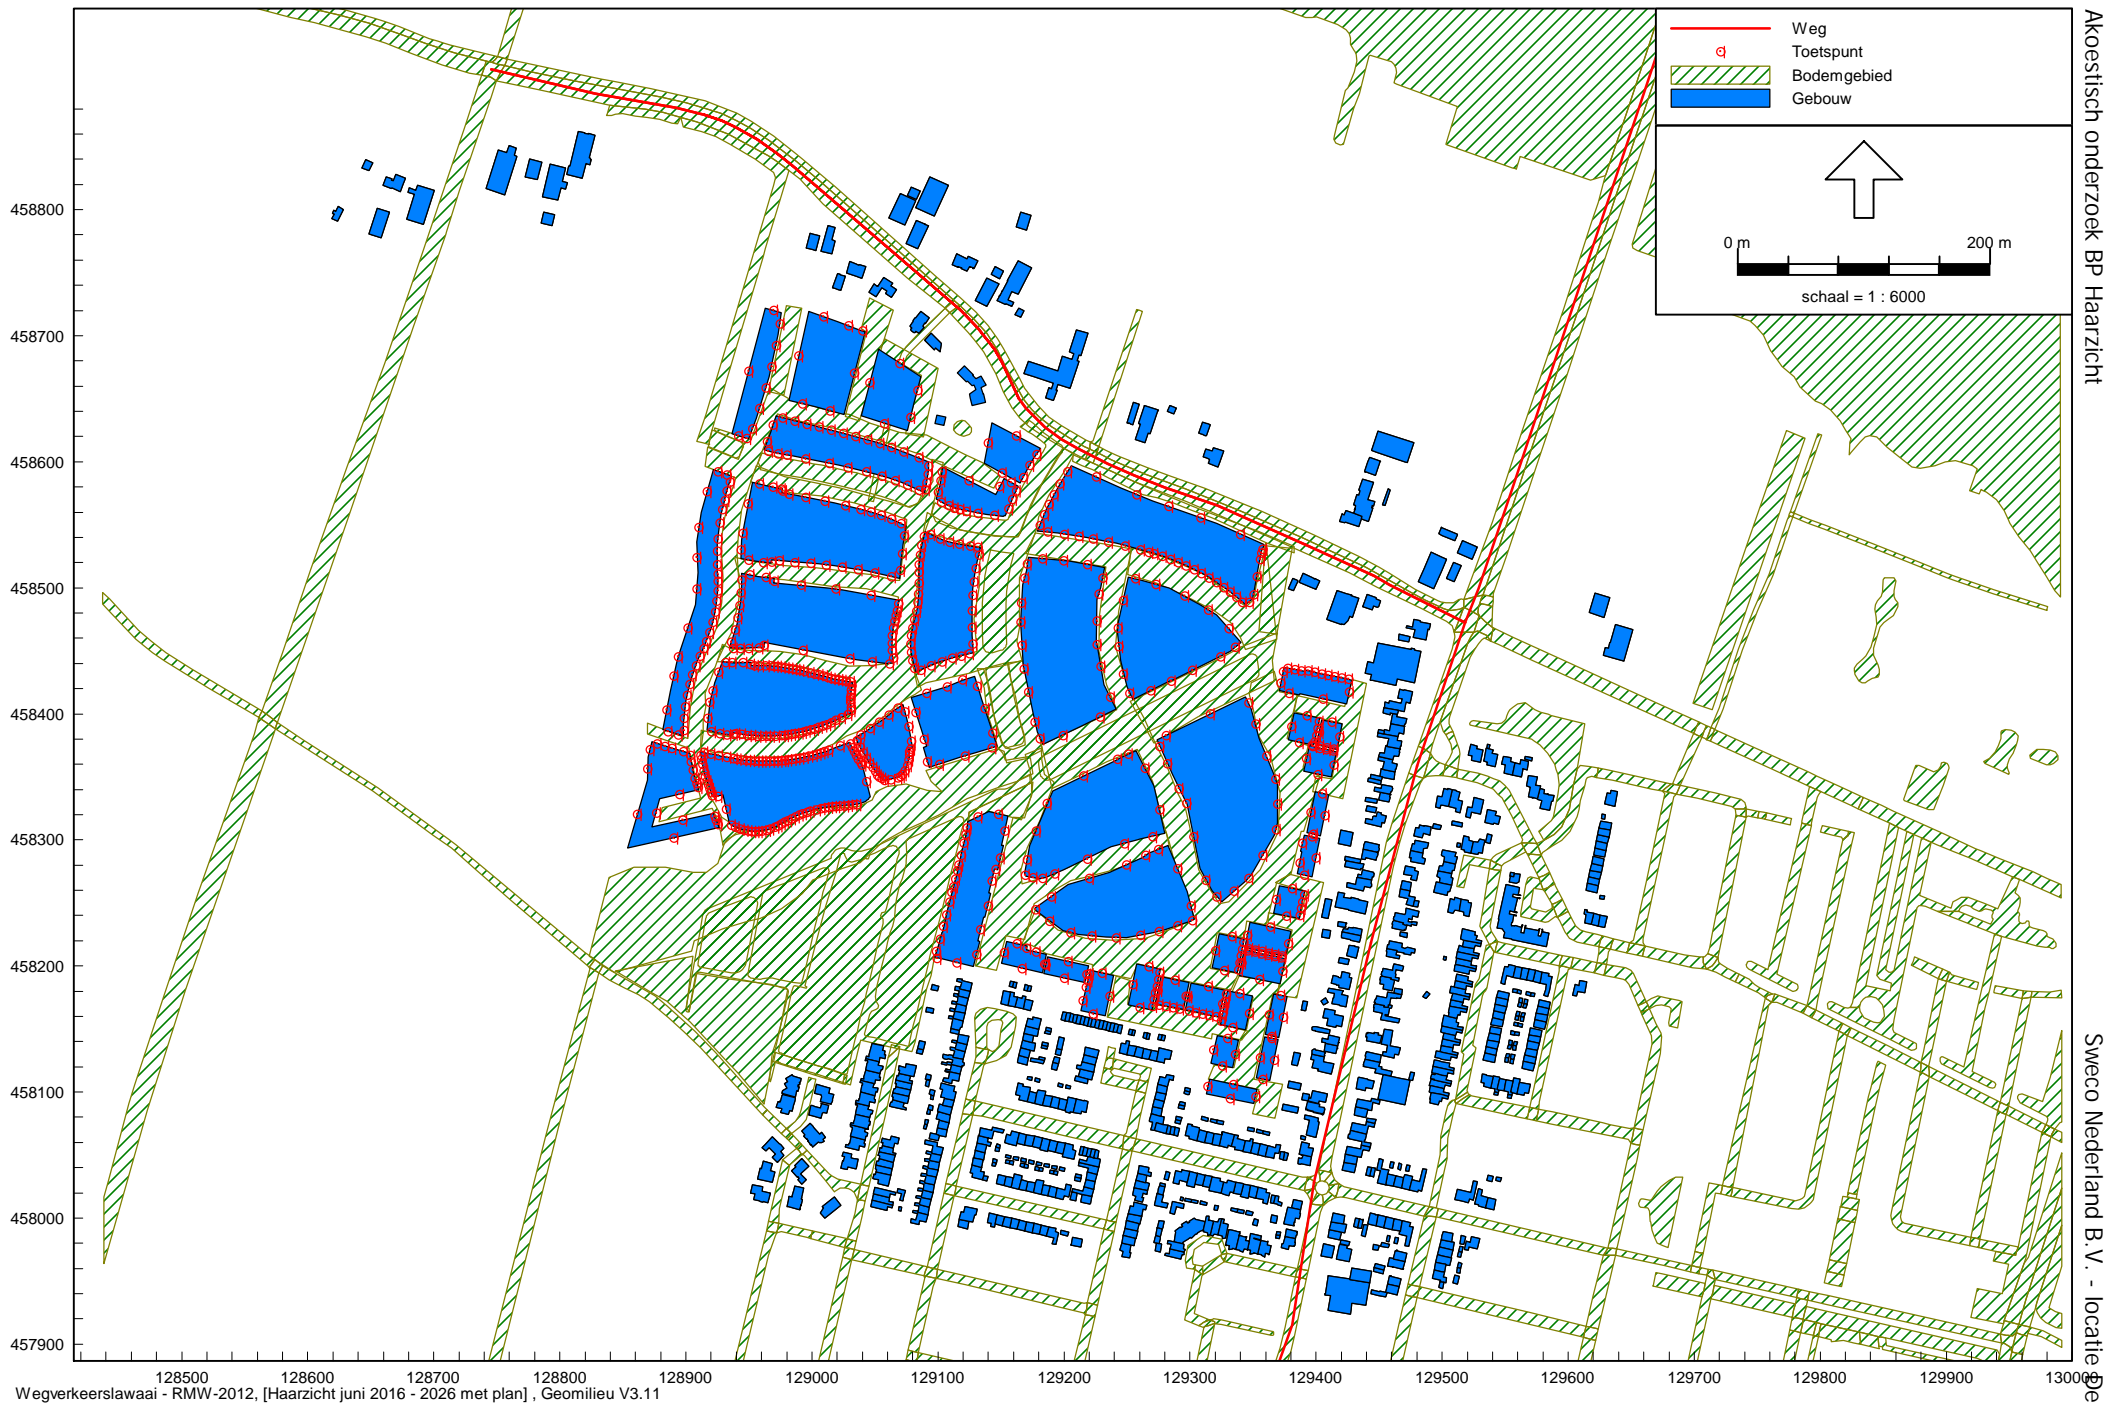 Weg
Toetspunt
Bodemgebied
Gebouw
0 m
200 m
schaal = 1 : 6000
Akoestisch onderzoek BP Haarzicht
Sweco Nederland B.V. - locatie De
458800
458700
458600
458500
458400
458300
458200
458100
458000
457900
128500
128600
128700
128800
128900
129000
129100
129200
129300
129400
129500
129600
129700
129800
129900
130000
Wegverkeerslawaai - RMW-2012, [Haarzicht juni 2016 - 2026 met plan] , Geomilieu V3.11